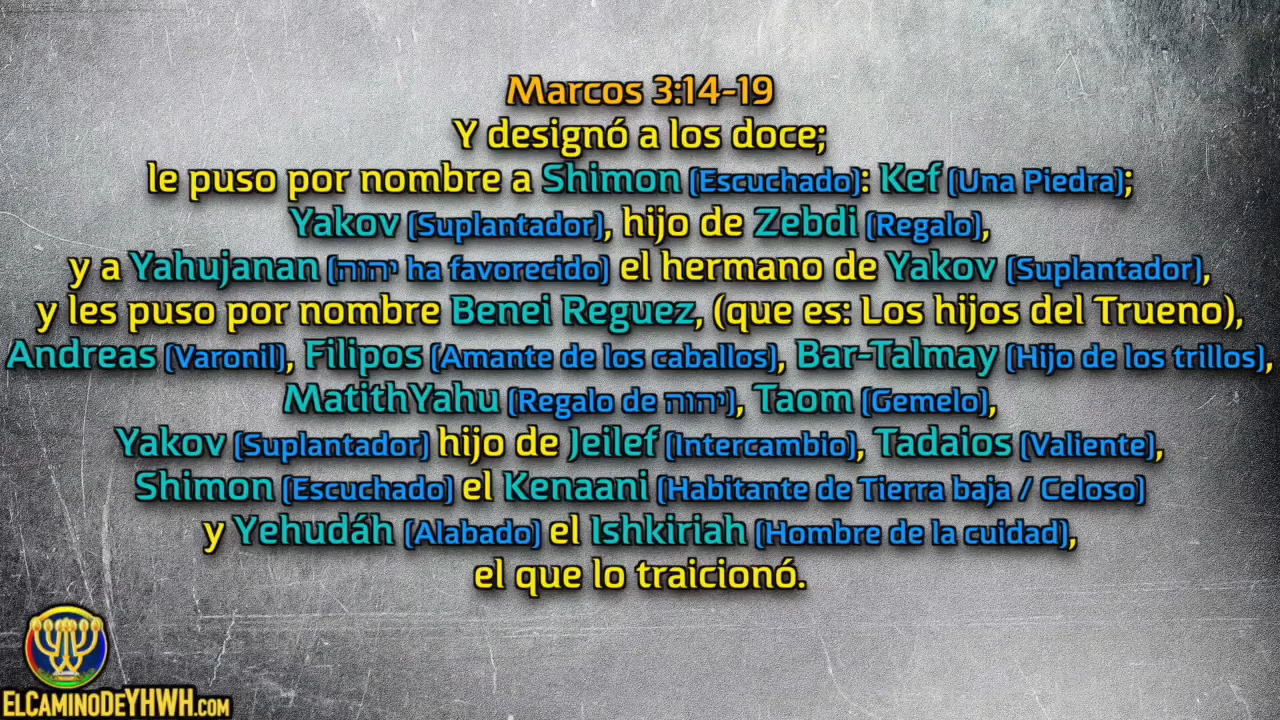 Marcos 3:14-19
Y designó a los doce;
le puso por nombre a Shimon (Escuchado): Kef (Una Piedra);
Yakov (Suplantador), hijo de Zebdi (Regalo),
y a Yahujanan (יהוה ha favorecido) el hermano de Yakov (Suplantador),
y les puso por nombre Benei Reguez, (que es: Los hijos del Trueno),
Andreas (Varonil), Filipos (Amante de los caballos), Bar-Talmay (Hijo de los trillos),
MatithYahu (Regalo de יהוה), Taom (Gemelo),
Yakov (Suplantador) hijo de Jeilef (Intercambio), Tadaios (Valiente),
Shimon (Escuchado) el Kenaani (Habitante de Tierra baja / Celoso)
y Yehudáh (Alabado) el Ishkiriah (Hombre de la cuidad),
el que lo traicionó.
ELCAMINODEYHWH.COM